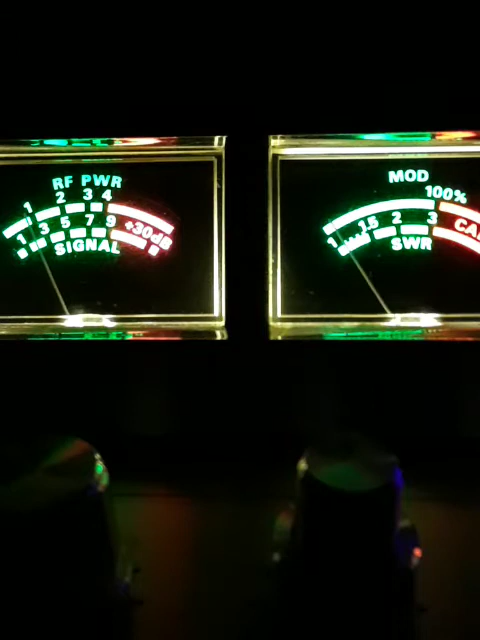 RF PWR
1 2 3 4
1 3 5 7 9 +30dB
SIGNAL
MOD
100%
1 1.5 2 3 CAL
SWR